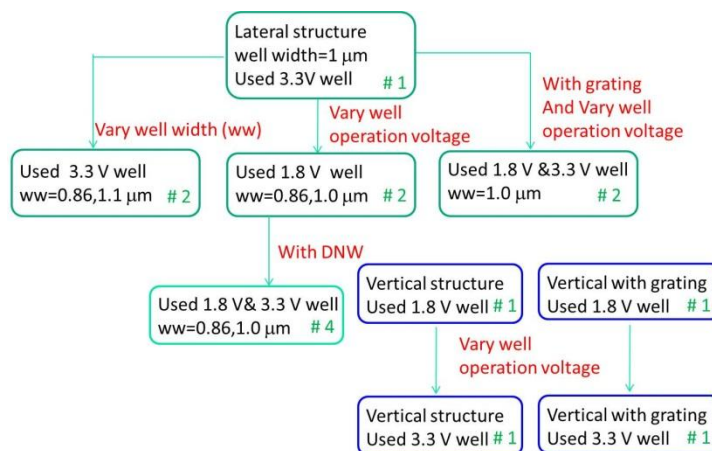 Lateral structure
well width=1 μm
Used 3.3V well # 1
Vary well width (ww)
Vary well
operation voltage
With grating
And Vary well
operation voltage
Used 3.3 V well
ww=0.86,1.1 μm # 2
Used 1.8 V well
ww=0.86,1.0 μm # 2
Used 1.8 V &3.3 V well
ww=1.0 μm # 2
With DNW
Used 1.8 V& 3.3 V well
ww=0.86,1.0 μm # 4
Vertical structure
Used 1.8 V well # 1
Vertical with grating
Used 1.8 V well # 1
Vary well
operation voltage
Vertical structure
Used 3.3 V well # 1
Vertical with grating
Used 3.3 V well # 1